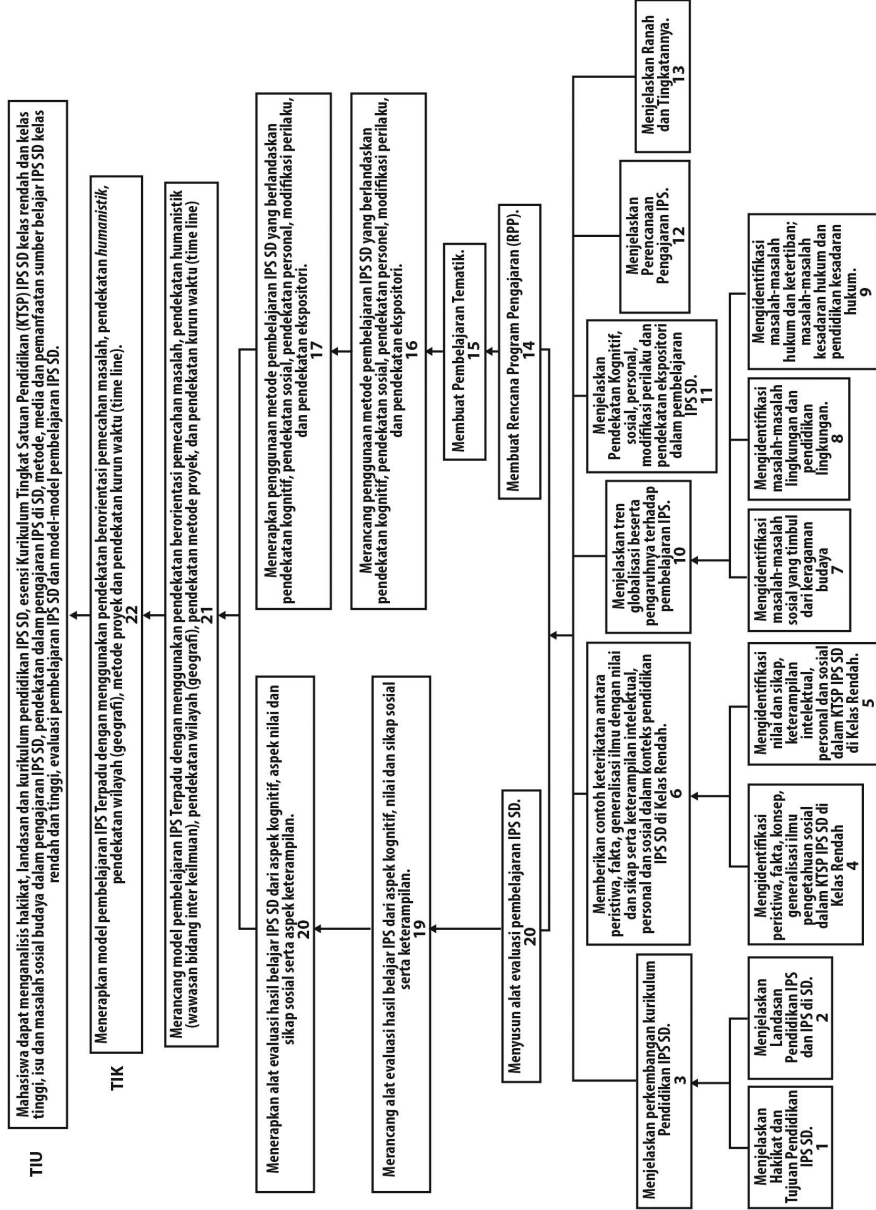 TIU
Mahasiswa dapat menganalisis hakikat, landasan dan kurikulum pendidikan IPS SD, esensi Kurikulum Tingkat Satuan Pendidikan (KTSP) IPS SD kelas rendah dan kelas
tinggi, isu dan masalah sosial budaya dalam pengajaran IPS SD, pendekatan dalam pengajaran IPS di SD, metode, media dan pemanfaatan sumber belajar IPS SD kelas
rendah dan tinggi, evaluasi pembelajaran IPS SD dan model-model pembelajaran IPS SD.
TIK
Menerapkan model pembelajaran IPS Terpadu dengan menggunakan pendekatan berorientasi pemecahan masalah, pendekatan humanistik,
pendekatan wilayah (geografi), metode proyek dan pendekatan kurun waktu (time line).
22
Merancang model pembelajaran IPS Terpadu dengan menggunakan pendekatan berorientasi pemecahan masalah, pendekatan humanistik
(wawasan bidang inter keilmuan), pendekatan wilayah (geografi), pendekatan metode proyek, dan pendekatan kurun waktu (time line)
21
Menerapkan alat evaluasi hasil belajar IPS SD dari aspek kognitif, aspek nilai dan
sikap sosial serta aspek keterampilan.
20
Menerapkan penggunaan metode pembelajaran IPS SD yang berlandaskan
pendekatan kognitif, pendekatan sosial, pendekatan personal, modifikasi perilaku,
dan pendekatan ekspositori.
17
Merancang alat evaluasi hasil belajar IPS dari aspek kognitif, nilai dan sikap sosial
serta keterampilan.
19
Merancang penggunaan metode pembelajaran IPS SD yang berlandaskan
pendekatan kognitif, pendekatan sosial, pendekatan personel, modifikasi perilaku,
dan pendekatan ekspositori.
16
Membuat Pembelajaran Tematik.
15
Menyusun alat evaluasi pembelajaran IPS SD.
20
Membuat Rencana Program Pengajaran (RPP).
14
Menjelaskan perkembangan kurikulum
Pendidikan IPS SD.
3
Memberikan contoh keterikatan antara
peristiwa, fakta, generalisasi ilmu dengan nilai
dan sikap serta keterampilan intelektual,
personal dan sosial dalam konteks pendidikan
IPS SD di Kelas Rendah.
6
Menjelaskan tren
globalisasi beserta
pengaruhnya terhadap
pembelajaran IPS.
10
Menjelaskan
Pendekatan Kognitif,
sosial, personal,
modifikasi perilaku dan
pendekatan ekspositori
dalam pembelajaran
IPS SD.
11
Menjelaskan
Perencanaan
Pengajaran IPS.
12
Menjelaskan Ranah
dan Tingkatannya.
13
Menjelaskan
Hakikat dan
Tujuan Pendidikan
IPS SD.
1
Menjelaskan
Landasan
Pendidikan IPS
dan IPS di SD.
2
Mengidentifikasi
peristiwa, fakta, konsep,
generalisasi ilmu
pengetahuan sosial
dalam KTSP IPS SD di
Kelas Rendah
4
Mengidentifikasi
nilai dan sikap,
keterampilan
intelektual,
personal dan sosial
dalam KTSP IPS SD
di Kelas Rendah.
5
Mengidentifikasi
masalah-masalah
sosial yang timbul
dari keragaman
budaya
7
Mengidentifikasi
masalah-masalah
lingkungan dan
pendidikan
lingkungan.
8
Mengidentifikasi
masalah-masalah
hukum dan ketertiban;
masalah-masalah
kesadaran hukum dan
pendidikan kesadaran
hukum.
9